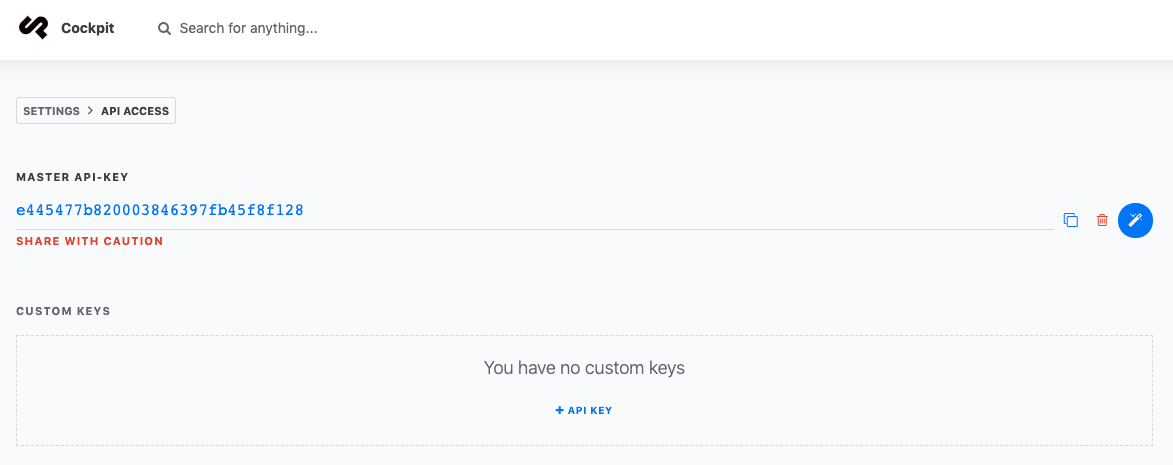 Cockpit
Search for anything...
SETTINGS > API ACCESS
MASTER API-KEY
e445477b820003846397fb45f8f128
SHARE WITH CAUTION
CUSTOM KEYS
You have no custom keys
+ API KEY